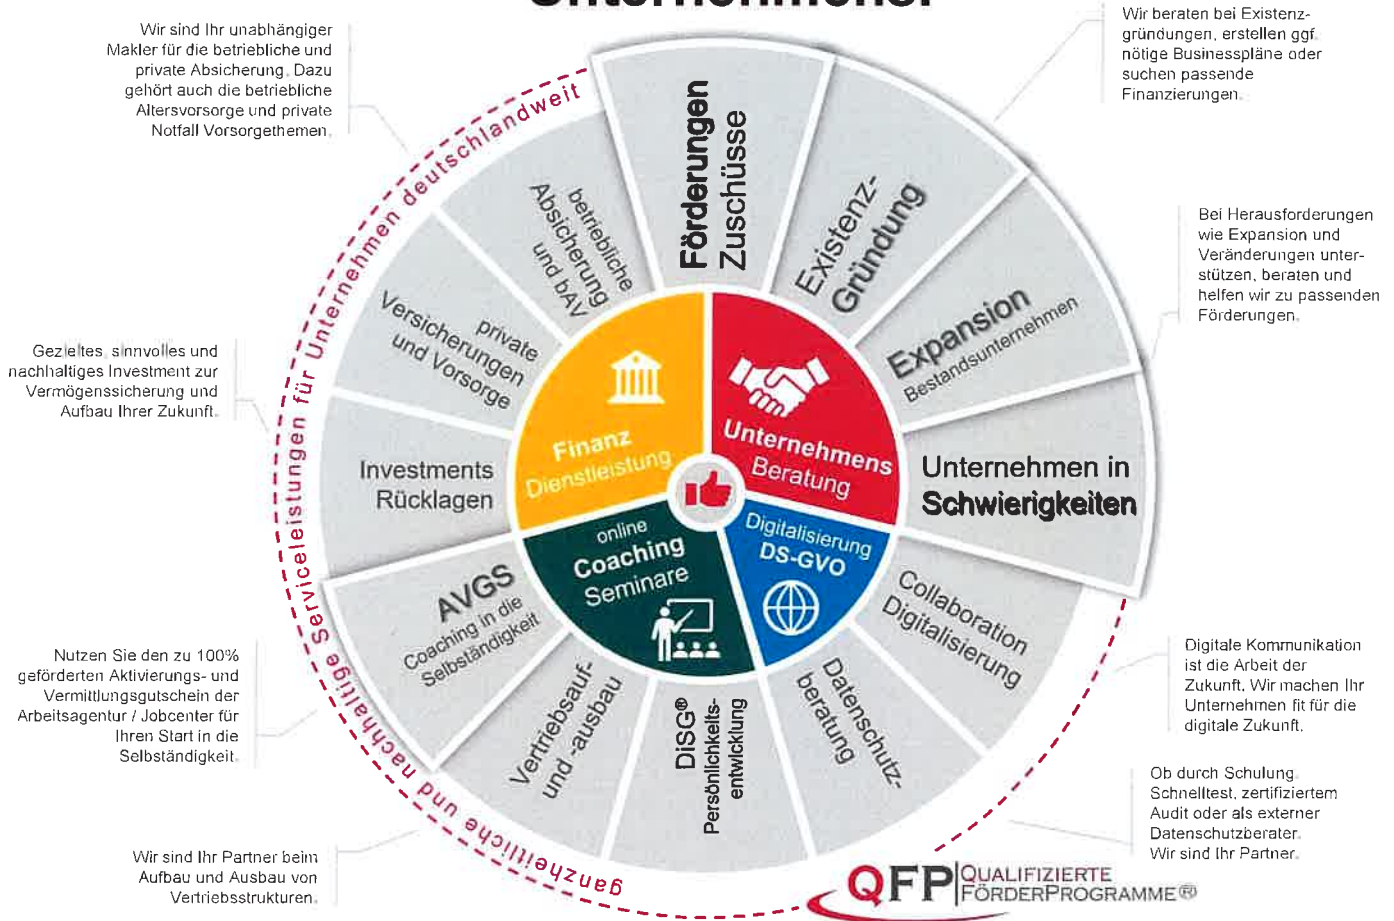 Unternehmens:
Wir sind Ihr unabhängiger
Makler für die betriebliche und
private Absicherung. Dazu
gehört auch die betriebliche
Altersvorsorge und private
Notfall Vorsorgethemen.
Wir beraten bei Existenz-
gründungen, erstellen ggf.
nötige Businesspläne oder
suchen passende
Finanzierungen.
Bei Herausforderungen
wie Expansion und
Veränderungen unter-
stützen, beraten und
helfen wir zu passenden
Förderungen.
Gezieltes, sinnvolles und
nachhaltiges Investment zur
Vermögenssicherung und
Aufbau Ihrer Zukunft.
ganzheitliche und nachhaltige Serviceleistungen für Unternehmen deutschlandweit
Förderungen
Zuschüsse
Existenz-
Gründung
Expansion
Bestandsunternehmen
Unternehmen in
Schwierigkeiten
Collaboration
Digitalisierung
Datenschutz-
beratung
DiSG®
Persönlichkeits-
entwicklung
Vertriebsauf-
und -ausbau
AVGS
Coaching in die
Selbständigkeit
Investments
Rücklagen
private
Versicherungen
und Vorsorge
betriebliche
Absicherung
und bAV
Finanz
Dienstleistung
Unternehmens
Beratung
online
Coaching
Seminare
Digitalisierung
DS-GVO
Nutzen Sie den zu 100%
geförderten Aktivierungs- und
Vermittlungsgutschein der
Arbeitsagentur / Jobcenter für
Ihren Start in die
Selbständigkeit.
Digitale Kommunikation
ist die Arbeit der
Zukunft. Wir machen Ihr
Unternehmen fit für die
digitale Zukunft.
Ob durch Schulung,
Schnelltest, zertifiziertem
Audit oder als externer
Datenschutzberater.
Wir sind Ihr Partner.
Wir sind Ihr Partner beim
Aufbau und Ausbau von
Vertriebsstrukturen.
QFP QUALIFIZIERTE
FÖRDERPROGRAMME®